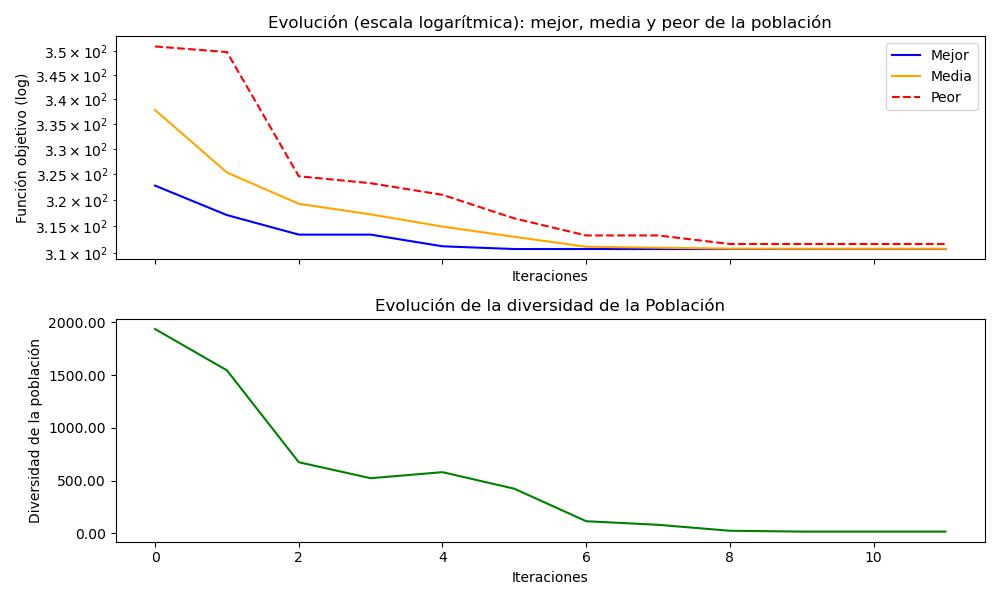 Evolución (escala logarítmica): mejor, media y peor de la población
Función objetivo (log)
3.5 × 10²
3.45 × 10²
3.4 × 10²
3.35 × 10²
3.3 × 10²
3.25 × 10²
3.2 × 10²
3.15 × 10²
3.1 × 10²
Mejor
Media
Peor
Iteraciones
Evolución de la diversidad de la Población
Diversidad de la población
2000.00
1500.00
1000.00
500.00
0.00
0 2 4 6 8 10
Iteraciones